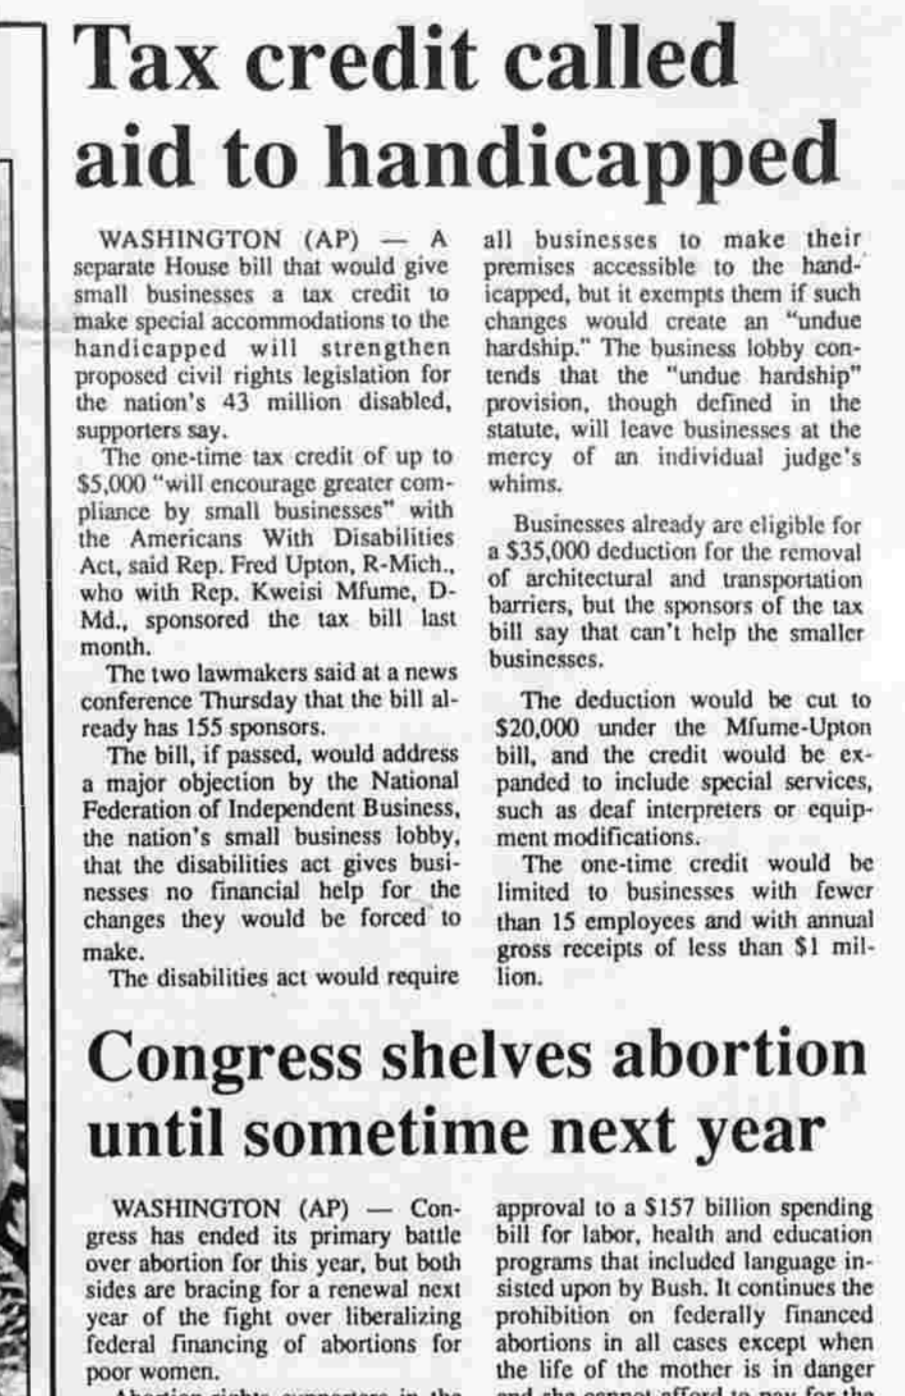 Tax credit called
aid to handicapped
WASHINGTON (AP) — A
separate House bill that would give
small businesses a tax credit to
make special accommodations to the
handicapped will strengthen
proposed civil rights legislation for
the nation's 43 million disabled,
supporters say.
The one-time tax credit of up to
$5,000 "will encourage greater com-
pliance by small businesses" with
the Americans With Disabilities
Act, said Rep. Fred Upton, R-Mich.,
who with Rep. Kweisi Mfume, D-
Md., sponsored the tax bill last
month.
The two lawmakers said at a news
conference Thursday that the bill al-
ready has 155 sponsors.
The bill, if passed, would address
a major objection by the National
Federation of Independent Business,
the nation's small business lobby,
that the disabilities act gives busi-
nesses no financial help for the
changes they would be forced to
make.
The disabilities act would require
all businesses to make their
premises accessible to the hand-
icapped, but it exempts them if such
changes would create an "undue
hardship." The business lobby con-
tends that the "undue hardship"
provision, though defined in the
statute, will leave businesses at the
mercy of an individual judge's
whims.
Businesses already are eligible for
a $35,000 deduction for the removal
of architectural and transportation
barriers, but the sponsors of the tax
bill say that can't help the smaller
businesses.
The deduction would be cut to
$20,000 under the Mfume-Upton
bill, and the credit would be ex-
panded to include special services,
such as deaf interpreters or equip-
ment modifications.
The one-time credit would be
limited to businesses with fewer
than 15 employees and with annual
gross receipts of less than $1 mil-
lion.
Congress shelves abortion
until sometime next year
WASHINGTON (AP) — Con-
gress has ended its primary battle
over abortion for this year, but both
sides are bracing for a renewal next
year of the fight over liberalizing
federal financing of abortions for
poor women.
Abortion rights supporters in the
approval to a $157 billion spending
bill for labor, health and education
programs that included language in-
sisted upon by Bush. It continues the
prohibition on federally financed
abortions in all cases except when
the life of the mother is in danger
and she cannot afford to pay for the